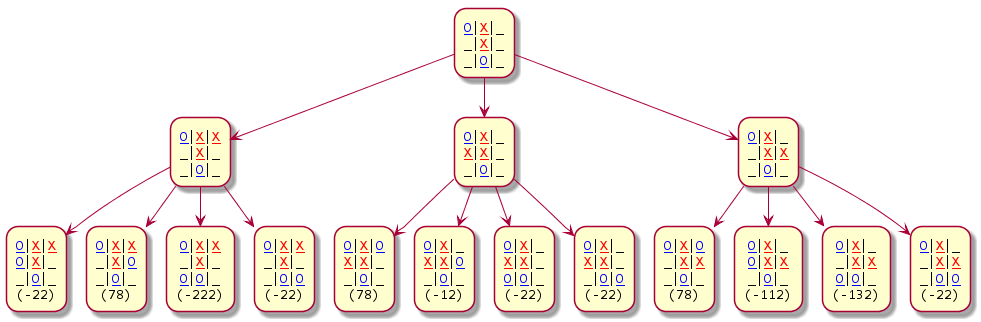 O|X|_
_|X|_
_|O|_
O|X|X
_|X|_
_|O|_
O|X|_
X|X|_
_|O|_
O|X|_
_|X|X
_|O|_
O|X|X
O|X|_
_|O|_
(-22)
O|X|X
_|X|O
_|O|_
(78)
O|X|X
_|X|_
O|O|_
(-222)
O|X|X
_|X|_
_|O|O
(-22)
O|X|O
X|X|_
_|O|_
(78)
O|X|_
X|X|O
_|O|_
(-12)
O|X|_
X|X|_
O|O|_
(-22)
O|X|_
X|X|_
_|O|O
(-22)
O|X|O
_|X|X
_|O|_
(78)
O|X|_
O|X|X
_|O|_
(-112)
O|X|_
_|X|X
O|O|_
(-132)
O|X|_
_|X|X
_|O|O
(-22)